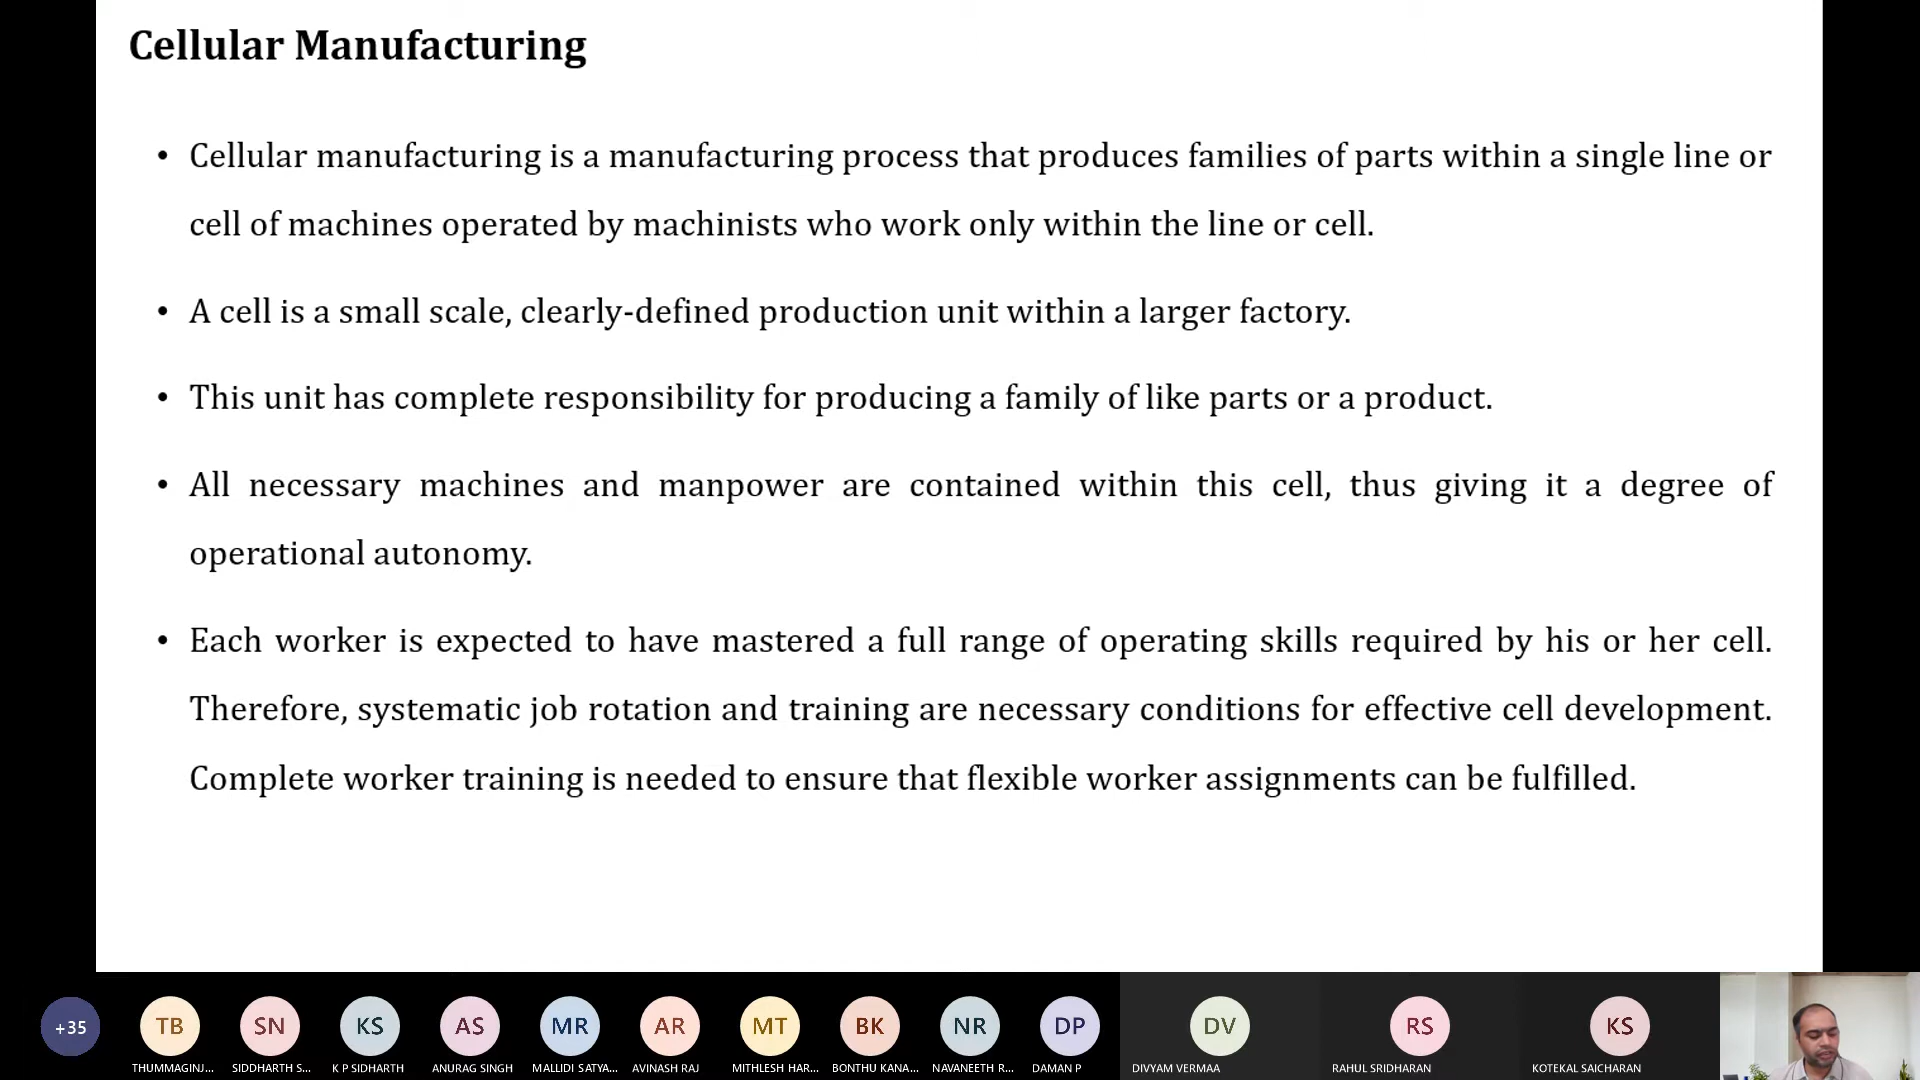 Cellular Manufacturing
• Cellular manufacturing is a manufacturing process that produces families of parts within a single line or
cell of machines operated by machinists who work only within the line or cell.
• A cell is a small scale, clearly-defined production unit within a larger factory.
• This unit has complete responsibility for producing a family of like parts or a product.
• All necessary machines and manpower are contained within this cell, thus giving it a degree of
operational autonomy.
• Each worker is expected to have mastered a full range of operating skills required by his or her cell.
Therefore, systematic job rotation and training are necessary conditions for effective cell development.
Complete worker training is needed to ensure that flexible worker assignments can be fulfilled.
+35 TB SN KS AS MR AR MT BK NR DP DV RS KS
THUMMAGINJ... SIDDHARTH S... K P SIDHARTH ANURAG SINGH MALLIDI SATYA... AVINASH RAJ MITHLESH HAR... BONTHU KANA... NAVANEETH R... DAMAN P DIVYAM VERMAA RAHUL SRIDHARAN KOTEKAL SAICHARAN